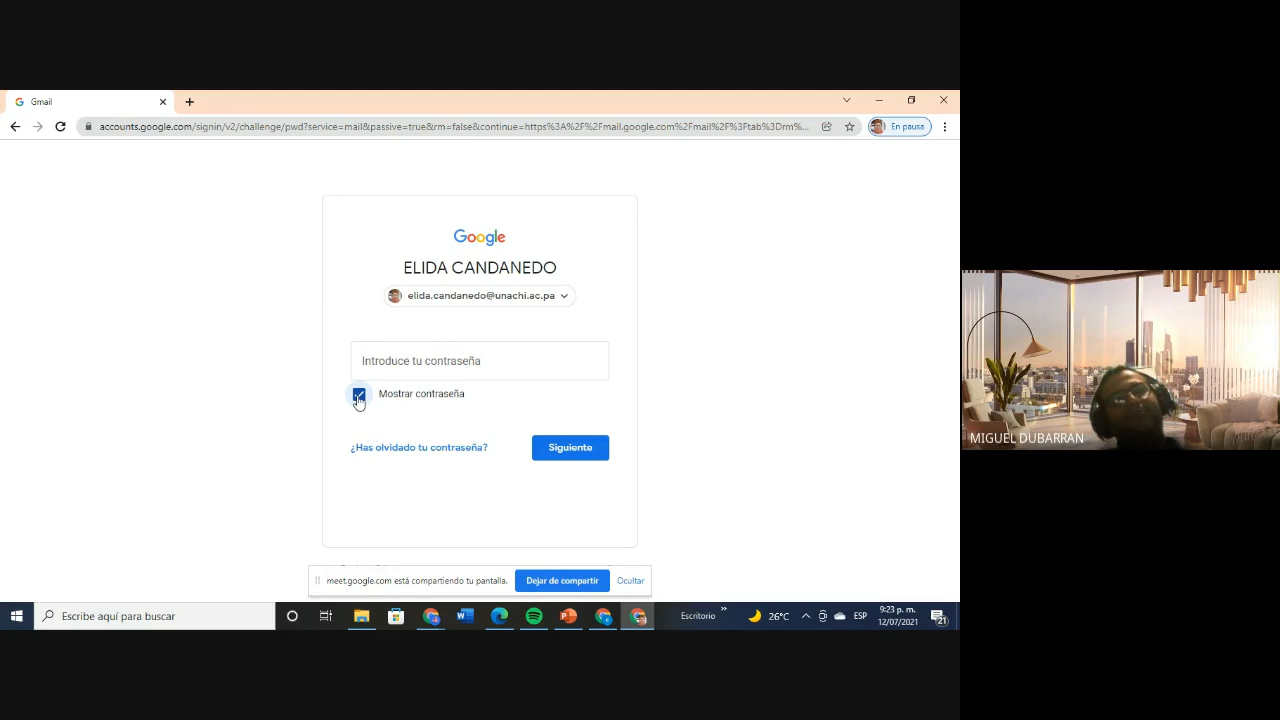 Gmail
accounts.google.com/signin/v2/challenge/pwd?service=mail&passive=true&rm=false&continue=https%3A%2F%2Fmail.google.com%2Fmail%2F%3Ftab%3Drm%...
En pausa
Google
ELIDA CANDANEDO
elida.candanedo@unachi.ac.pa
Introduce tu contraseña
Mostrar contraseña
¿Has olvidado tu contraseña?
Siguiente
MIGUEL DUBARRAN
meet.google.com está compartiendo tu pantalla.
Dejar de compartir
Ocultar
Escribe aquí para buscar
Escritorio
26°C
ESP
9:23 p. m.
12/07/2021
21